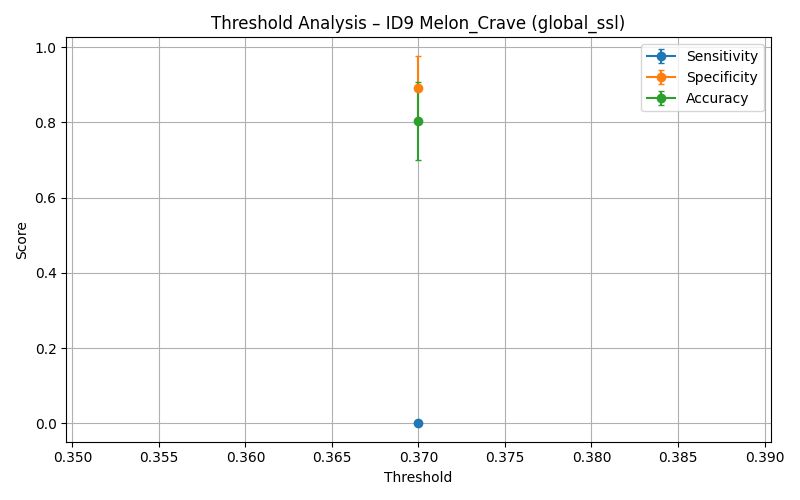 Threshold Analysis – ID9 Melon_Crave (global_ssl)
Sensitivity
Specificity
Accuracy
1.0
0.8
0.6
0.4
0.2
0.0
Score
0.350 0.355 0.360 0.365 0.370 0.375 0.380 0.385 0.390
Threshold